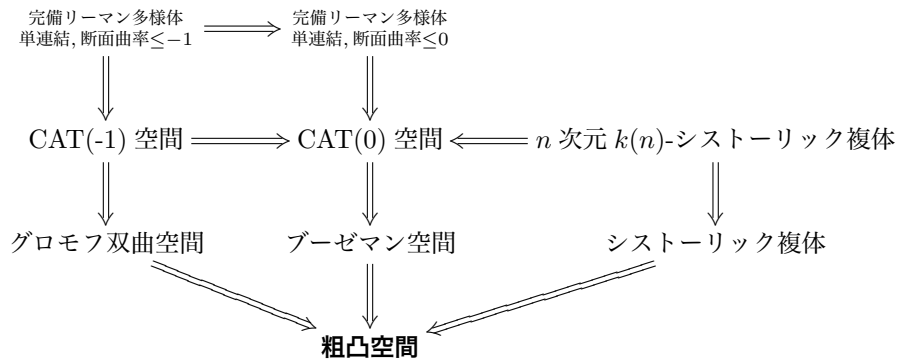 完備リーマン多様体
単連結, 断面曲率≤−1
完備リーマン多様体
単連結, 断面曲率≤0
CAT(-1) 空間
CAT(0) 空間
n 次元 k(n)-システーリック複体
グロモフ双曲空間
ブーゼマン空間
システーリック複体
粗凸空間